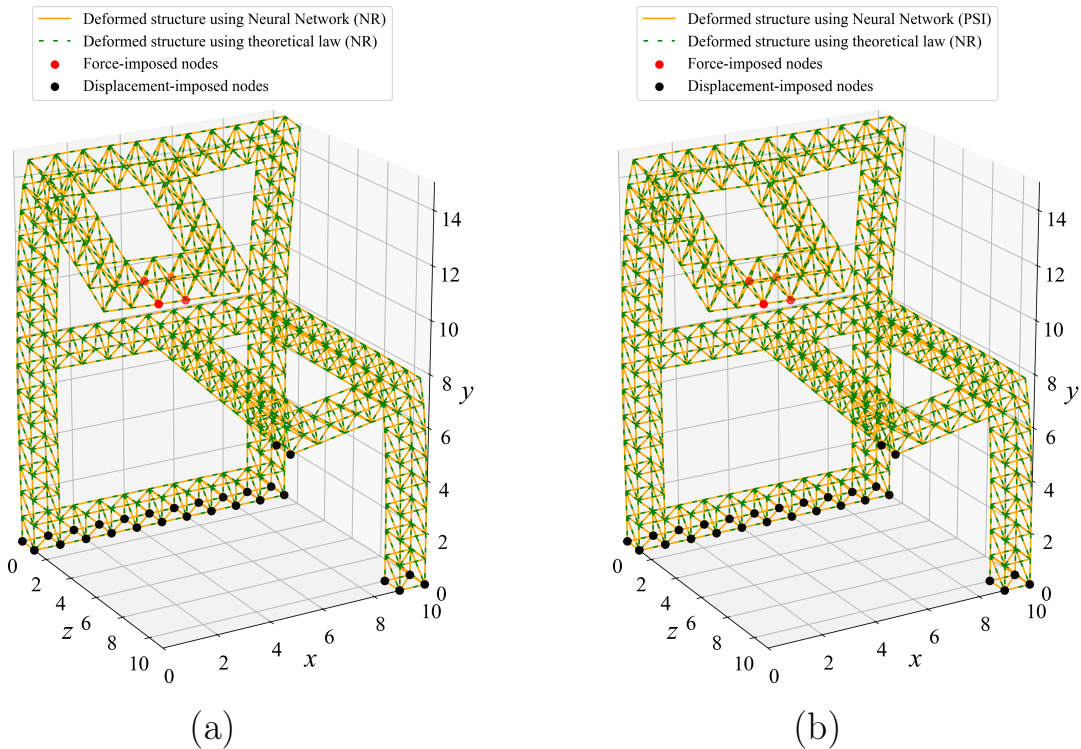 Deformed structure using Neural Network (NR)
Deformed structure using theoretical law (NR)
Force-imposed nodes
Displacement-imposed nodes
14
12
10
8
y
6
4
2
0
0
2
4
z
6
8
10
0
2
4
x
6
8
10
(a)
Deformed structure using Neural Network (PSI)
Deformed structure using theoretical law (NR)
Force-imposed nodes
Displacement-imposed nodes
14
12
10
8
y
6
4
2
0
0
2
4
z
6
8
10
0
2
4
x
6
8
10
(b)